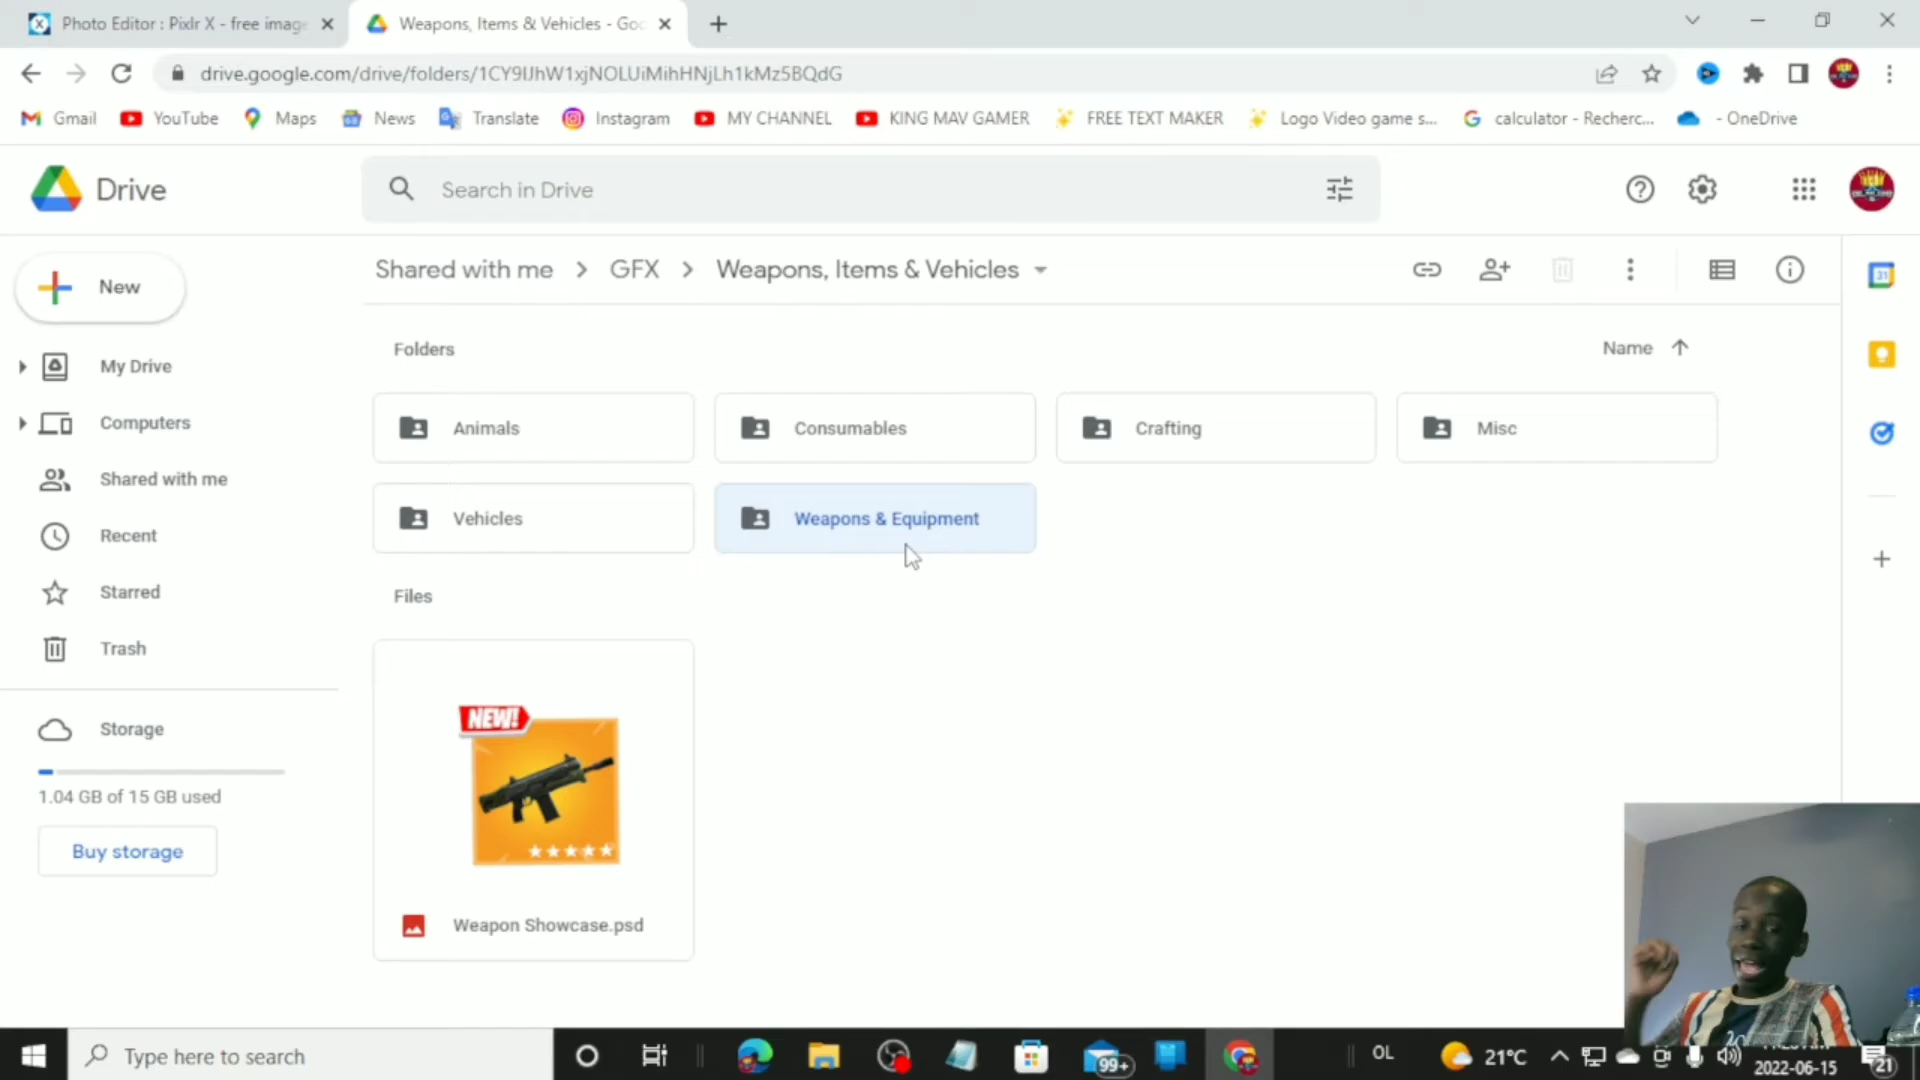 Photo Editor : Pixlr X - free imag
Weapons, Items & Vehicles - Goo
drive.google.com/drive/folders/1CY9IJhW1xjNOLUiMihHNjLh1kMz5BQdG
Gmail
YouTube
Maps
News
Translate
Instagram
MY CHANNEL
KING MAV GAMER
FREE TEXT MAKER
Logo Video game s...
calculator - Recherc...
- OneDrive
Drive
Search in Drive
New
Shared with me > GFX > Weapons, Items & Vehicles
31
My Drive
Computers
Shared with me
Recent
Starred
Trash
Storage
1.04 GB of 15 GB used
Buy storage
Folders
Name
Animals
Consumables
Crafting
Misc
Vehicles
Weapons & Equipment
Files
NEW!
Weapon Showcase.psd
Type here to search
99+
OL
21°C
2022-06-15
21